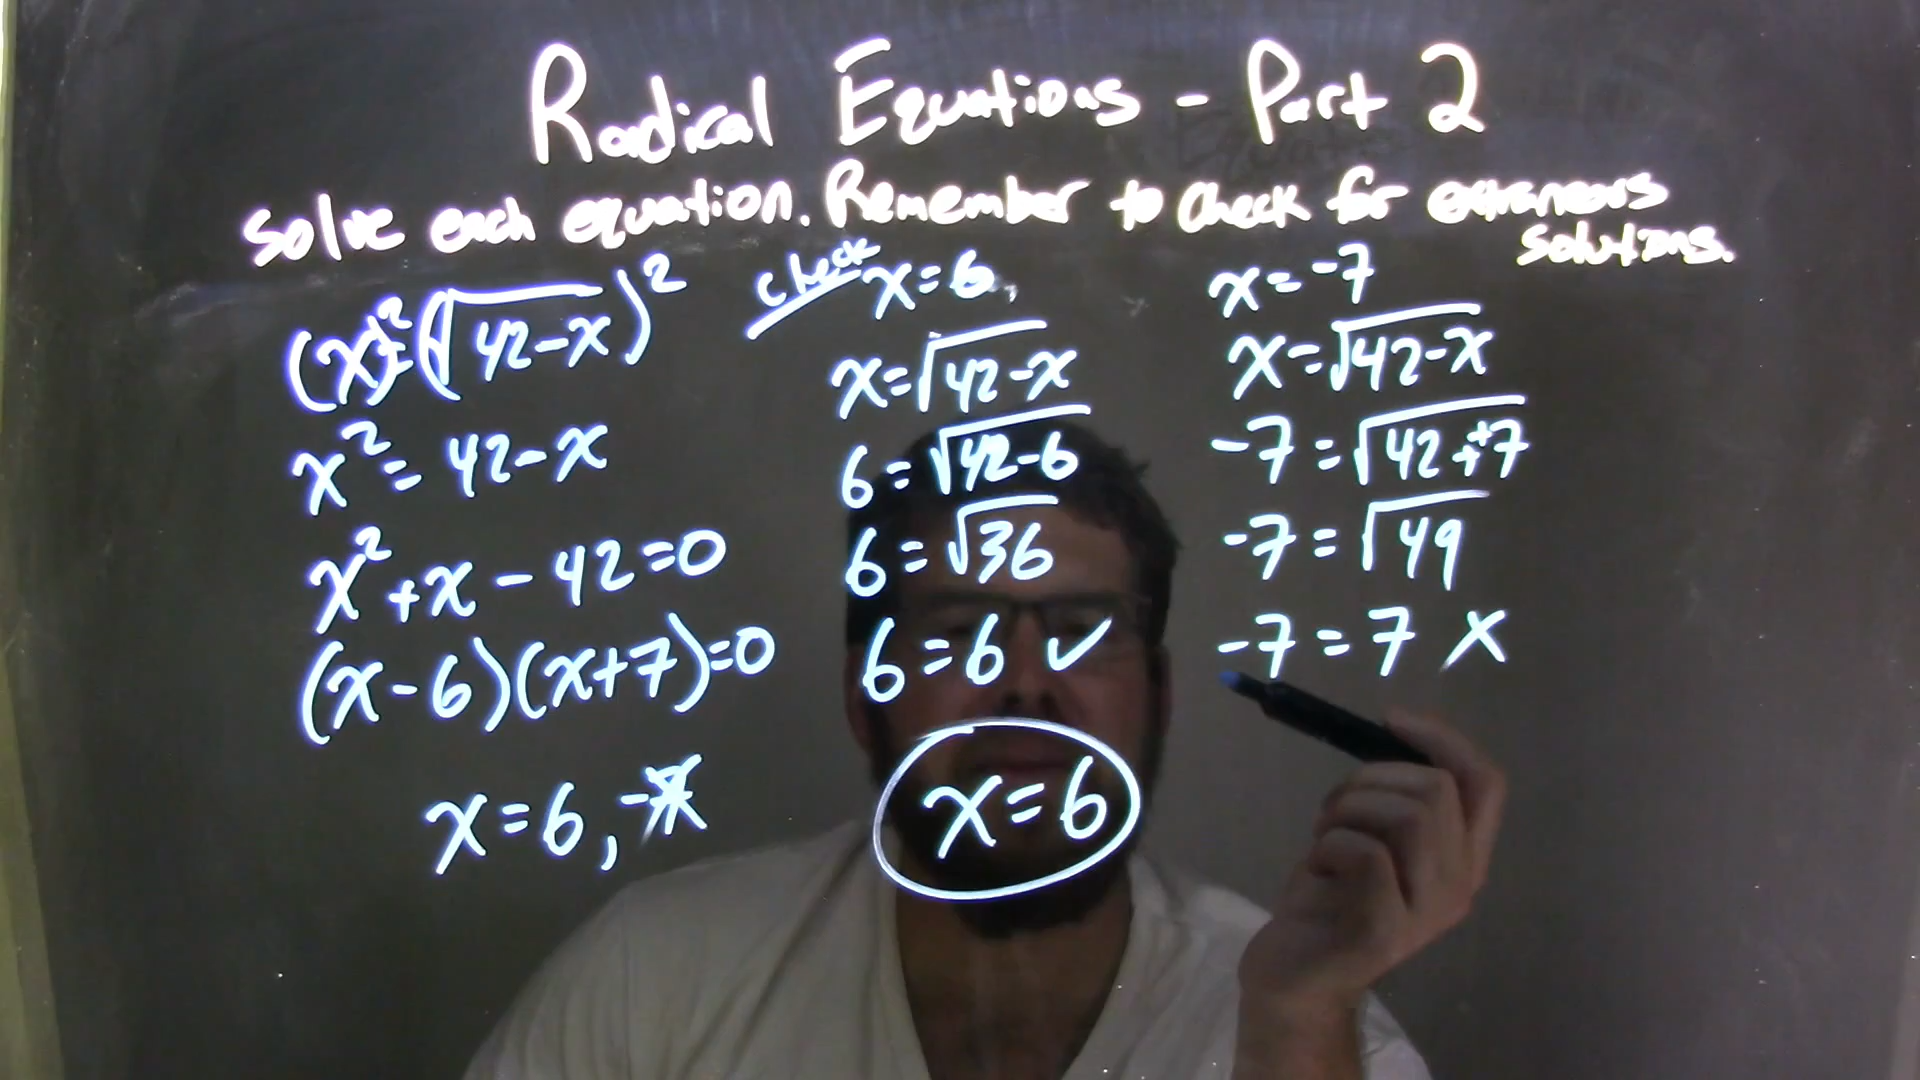 Radical Equations - Part 2
Solve each equation. Remember to check for extraneous
solutions.
(x)² = (√42-x)²
x² = 42-x
x² + x - 42 = 0
(x-6)(x+7)=0
x=6, -7
check x=6,
x=√42-x
6=√42-6
6=√36
6=6 ✓
x=6
x=-7
x=√42-x
-7=√42+7
-7=√49
-7=7 X